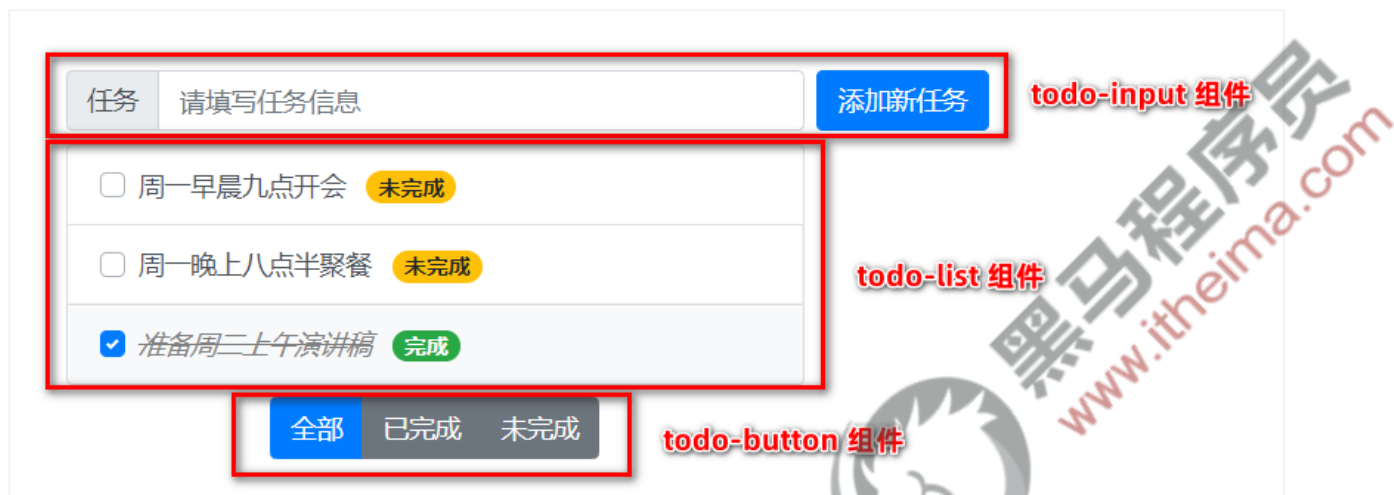 任务 请填写任务信息 添加新任务 todo-input 组件
周一早晨九点开会 未完成
周一晚上八点半聚餐 未完成
todo-list 组件
准备周二上午演讲稿 完成
全部 已完成 未完成 todo-button 组件
黑马程序员
www.itheima.com